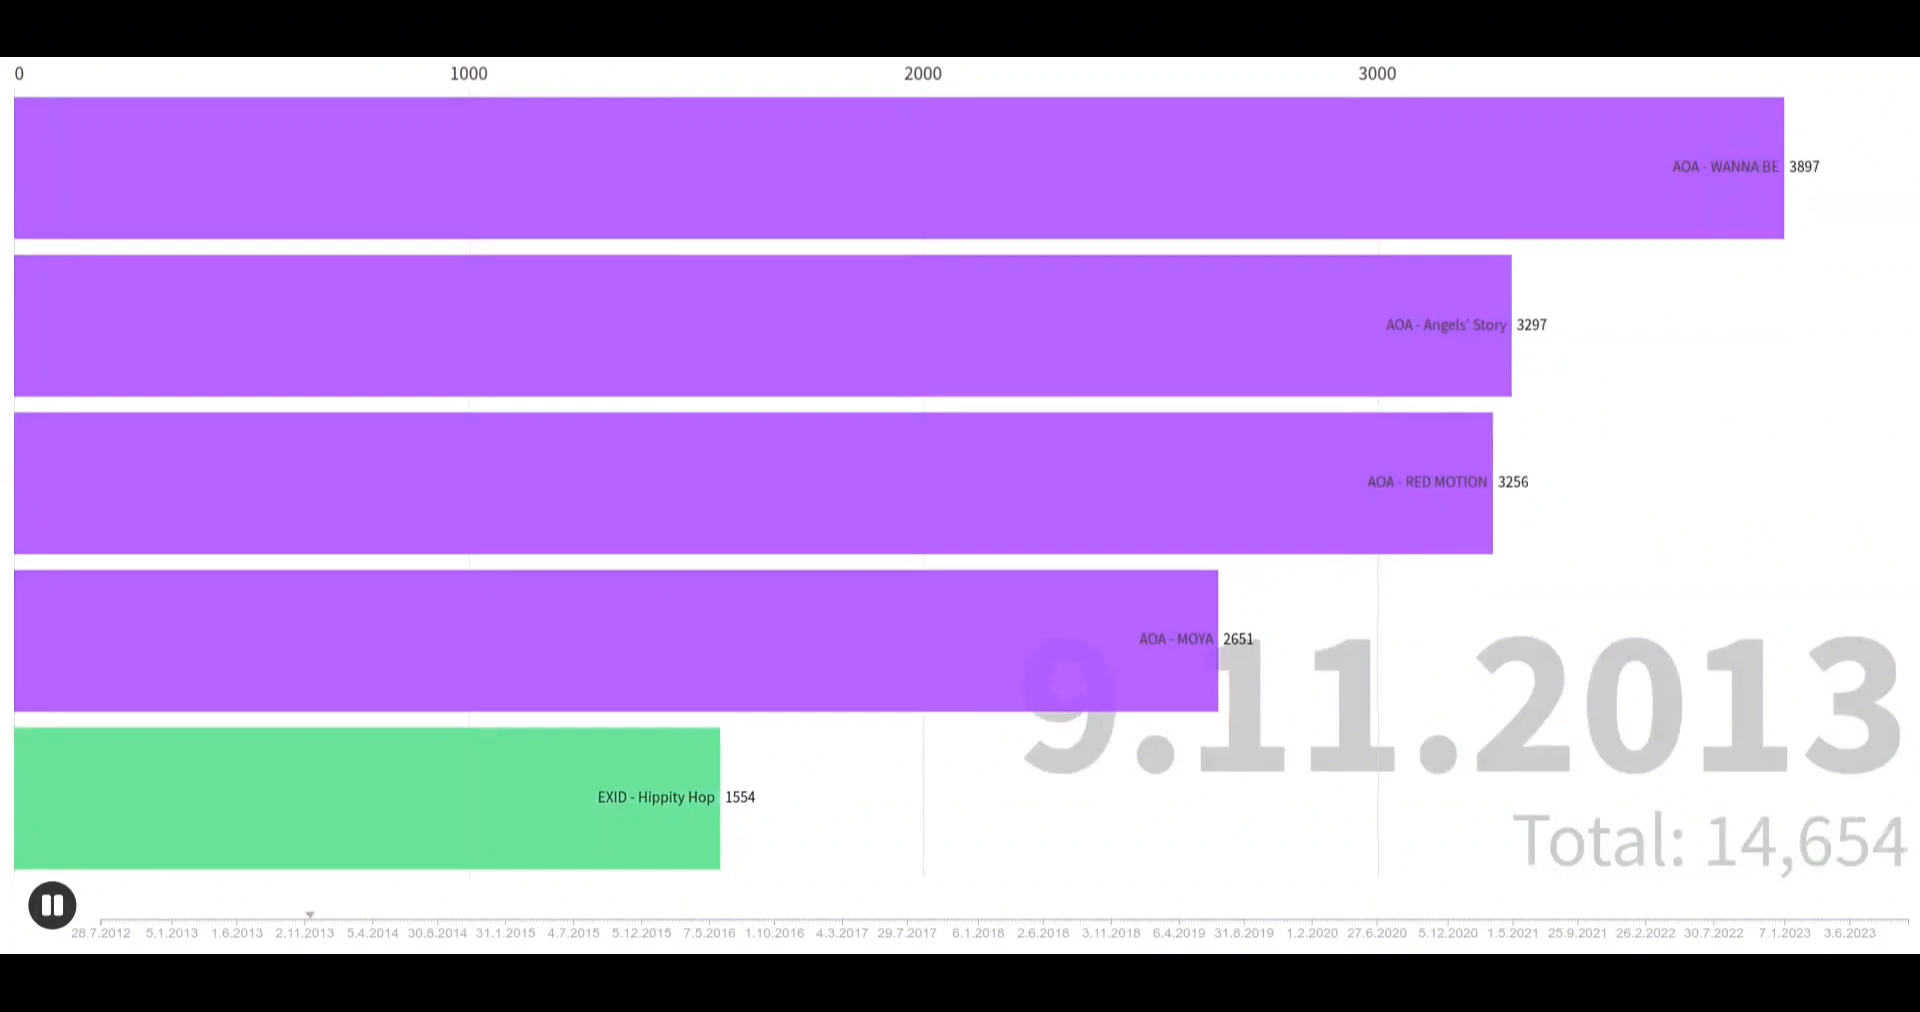 0 1000 2000 3000
AOA - WANNA BE 3897
AOA - Angels' Story 3297
AOA - RED MOTION 3256
AOA - MOYA 2651
9.11.2013
EXID - Hippity Hop 1554
Total: 14,654
28.7.2012 5.1.2013 1.6.2013 2.11.2013 5.4.2014 30.8.2014 31.1.2015 4.7.2015 5.12.2015 7.5.2016 1.10.2016 4.3.2017 29.7.2017 6.1.2018 2.6.2018 3.11.2018 6.4.2019 31.8.2019 1.2.2020 27.6.2020 5.12.2020 1.5.2021 25.9.2021 26.2.2022 30.7.2022 7.1.2023 3.6.2023